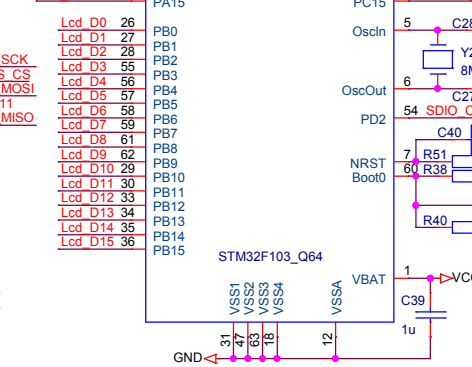 PA15 PC15
Lcd_D0 26 PB0 OscIn 5 C28
Lcd_D1 27 PB1
Lcd_D2 28 PB2 Y2
SCK Lcd_D3 55 PB3
S_CS Lcd_D4 56 PB4 OscOut 6
MOSI Lcd_D5 57 PB5 C27
11 Lcd_D6 58 PB6 PD2 54 SDIO_C
MISO Lcd_D7 59 PB7
Lcd_D8 61 PB8 C40
Lcd_D9 62 PB9 NRST 7 R51
Lcd_D10 29 PB10 Boot0 60 R38
Lcd_D11 30 PB11
Lcd_D12 33 PB12
Lcd_D13 34 PB13
Lcd_D14 35 PB14 R40
Lcd_D15 36 PB15
STM32F103_Q64
VBAT 1 VCC
VSS1 VSS2 VSS3 VSS4 VSSA C39
1u
31 47 63 18 12
GND